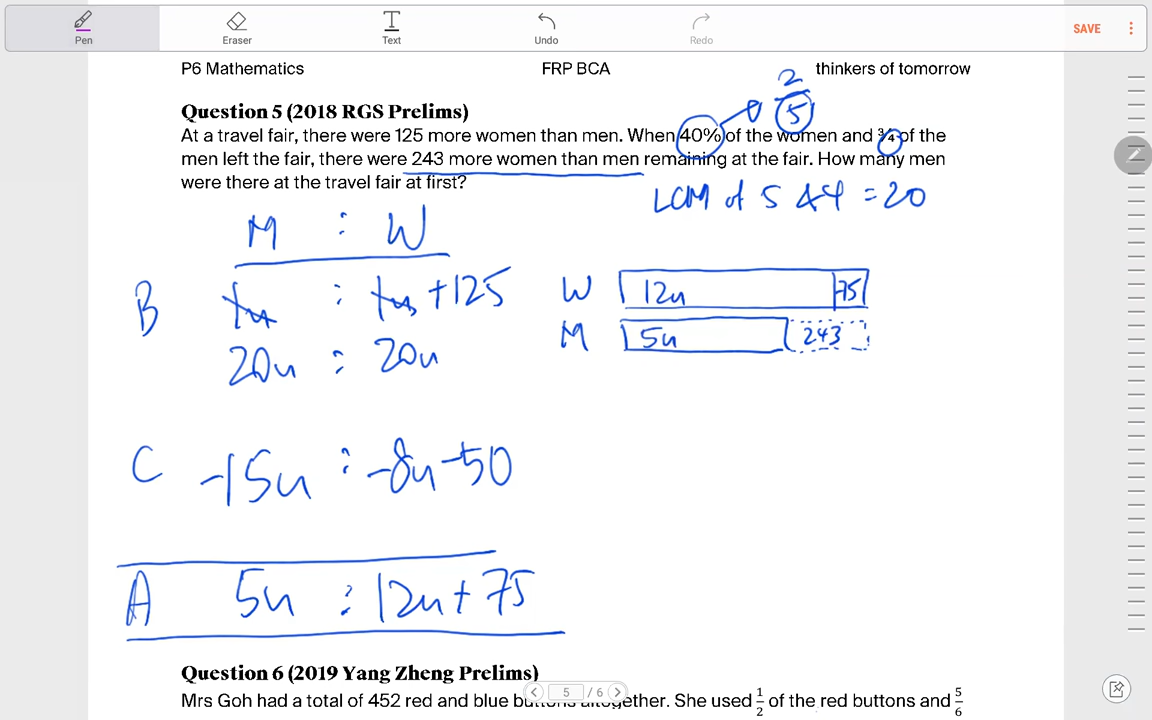 Pen
Eraser
Text
Undo
Redo
SAVE
P6 Mathematics FRP BCA thinkers of tomorrow
2
5
Question 5 (2018 RGS Prelims)
At a travel fair, there were 125 more women than men. When 40% of the women and ¾ of the
men left the fair, there were 243 more women than men remaining at the fair. How many men
were there at the travel fair at first?
LCM of 5 & 4 = 20
M : W
B : +125
20u : 20u
W 12u 75
M 5u 243
C -15u : -8u -50
A 5u : 12u + 75
Question 6 (2019 Yang Zheng Prelims)
Mrs Goh had a total of 452 red and blue ether. She used 1/2 of the red buttons and 5/6
5 / 6